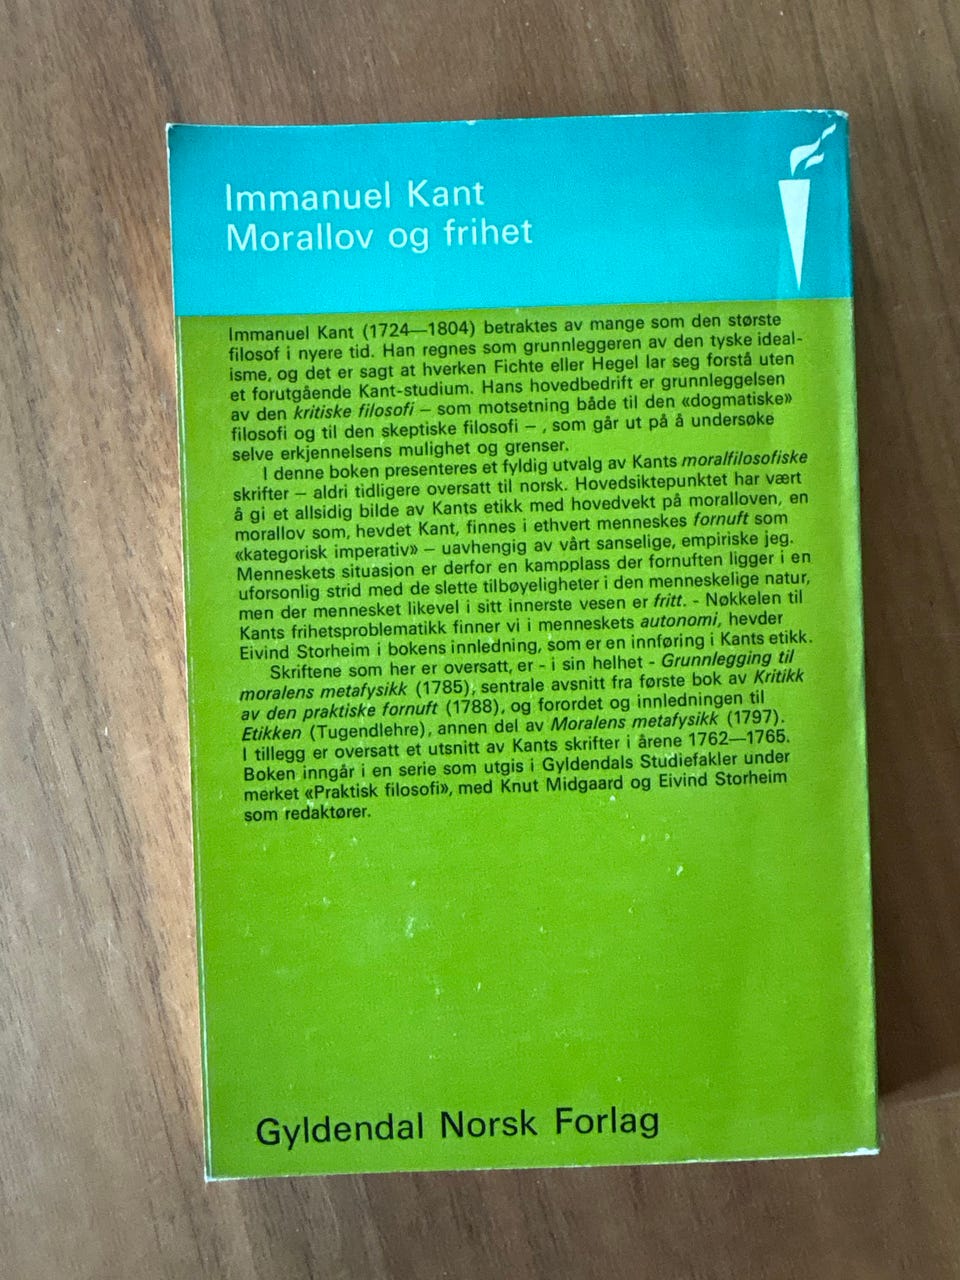 Immanuel Kant
Morallov og frihet
Immanuel Kant (1724—1804) betraktes av mange som den største
filosof i nyere tid. Han regnes som grunnleggeren av den tyske ideal-
isme, og det er sagt at hverken Fichte eller Hegel lar seg forstå uten
et forutgående Kant-studium. Hans hovedbedrift er grunnleggelsen
av den kritiske filosofi – som motsetning både til den «dogmatiske»
filosofi og til den skeptiske filosofi – , som går ut på å undersøke
selve erkjennelsens mulighet og grenser.
I denne boken presenteres et fyldig utvalg av Kants moralfilosofiske
skrifter – aldri tidligere oversatt til norsk. Hovedsiktepunktet har vært
å gi et allsidig bilde av Kants etikk med hovedvekt på moralloven, en
morallov som, hevdet Kant, finnes i ethvert menneskes fornuft som
«kategorisk imperativ» – uavhengig av vårt sanselige, empiriske jeg.
Menneskets situasjon er derfor en kampplass der fornuften ligger i en
uforsonlig strid med de slette tilbøyeligheter i den menneskelige natur,
men der mennesket likevel i sitt innerste vesen er fritt. - Nøkkelen til
Kants frihetsproblematikk finner vi i menneskets autonomi, hevder
Eivind Storheim i bokens innledning, som er en innføring i Kants etikk.
Skriftene som her er oversatt, er - i sin helhet - Grunnlegging til
moralens metafysikk (1785), sentrale avsnitt fra første bok av Kritikk
av den praktiske fornuft (1788), og forordet og innledningen til
Etikken (Tugendlehre), annen del av Moralens metafysikk (1797).
I tillegg er oversatt et utsnitt av Kants skrifter i årene 1762—1765.
Boken inngår i en serie som utgis i Gyldendals Studiefakler under
merket «Praktisk filosofi», med Knut Midgaard og Eivind Storheim
som redaktører.
Gyldendal Norsk Forlag